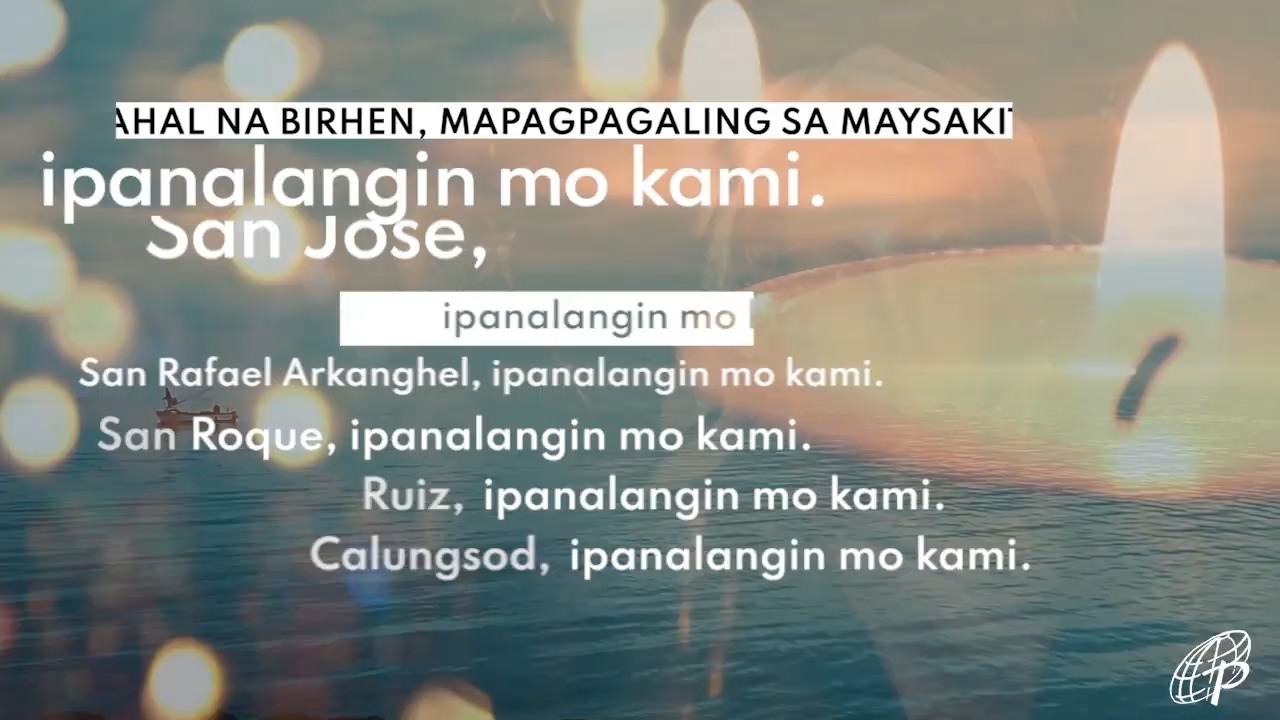 AHAL NA BIRHEN, MAPAGPAGALING SA MAYSAKIT
ipanalangin mo kami.
San Jose,
ipanalangin mo
San Rafael Arkanghel, ipanalangin mo kami.
San Roque, ipanalangin mo kami.
Ruiz, ipanalangin mo kami.
Calungsod, ipanalangin mo kami.